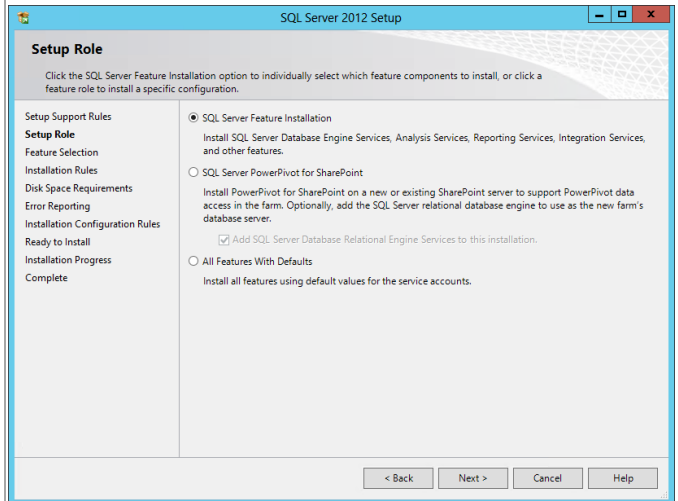 SQL Server 2012 Setup
Setup Role
Click the SQL Server Feature Installation option to individually select which feature components to install, or click a
feature role to install a specific configuration.
Setup Support Rules
Setup Role
Feature Selection
Installation Rules
Disk Space Requirements
Error Reporting
Installation Configuration Rules
Ready to Install
Installation Progress
Complete
SQL Server Feature Installation
Install SQL Server Database Engine Services, Analysis Services, Reporting Services, Integration Services,
and other features.
SQL Server PowerPivot for SharePoint
Install PowerPivot for SharePoint on a new or existing SharePoint server to support PowerPivot data
access in the farm. Optionally, add the SQL Server relational database engine to use as the new farm's
database server.
Add SQL Server Database Relational Engine Services to this installation.
All Features With Defaults
Install all features using default values for the service accounts.
< Back
Next >
Cancel
Help